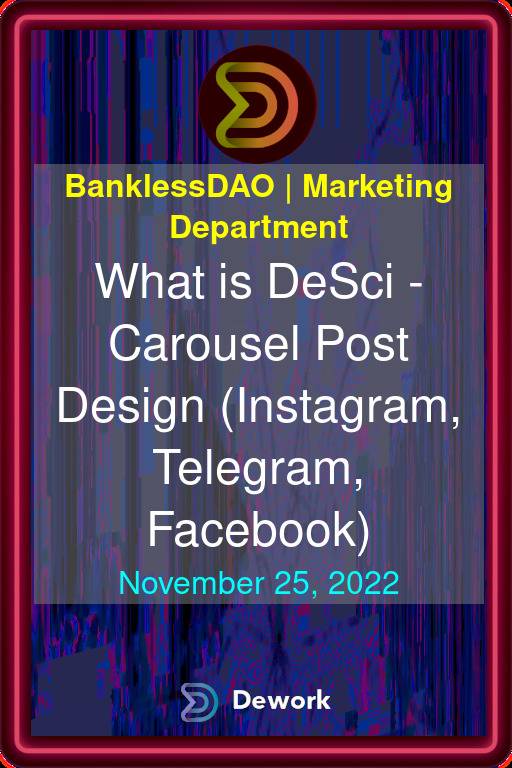 BanklessDAO | Marketing
Department
What is DeSci -
Carousel Post
Design (Instagram,
Telegram,
Facebook)
November 25, 2022
Dework